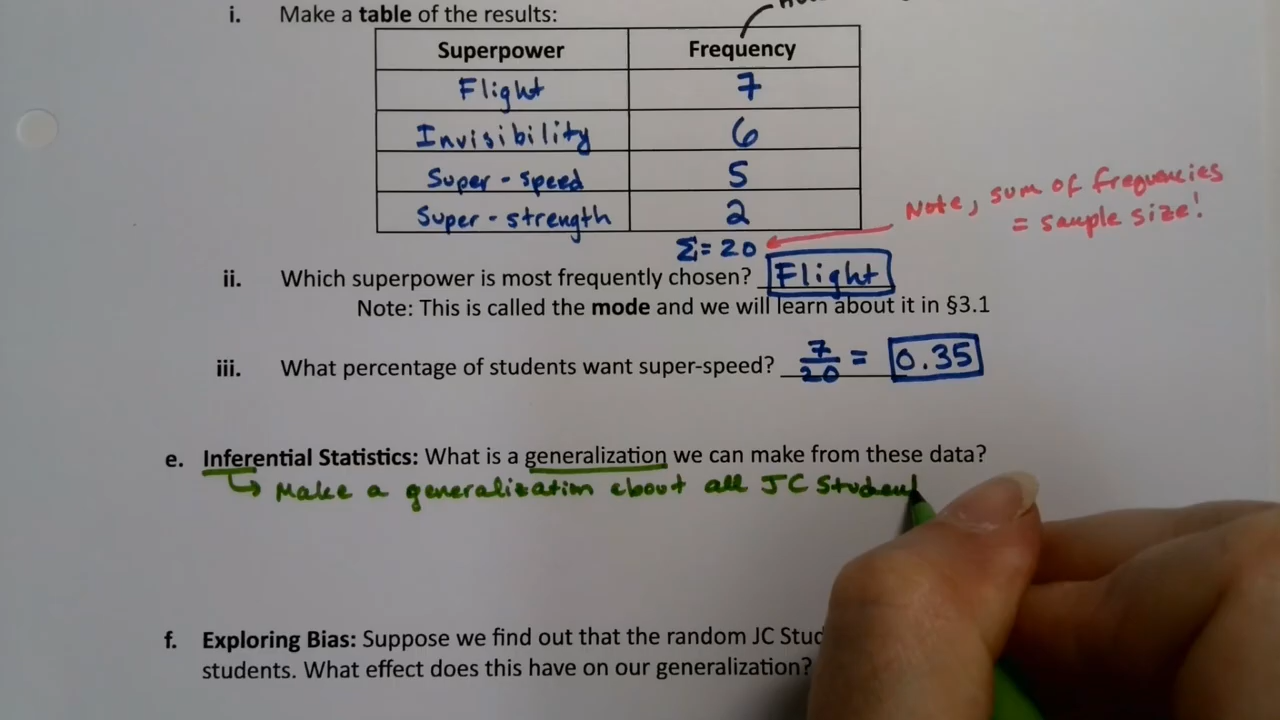 i. Make a table of the results:
Superpower Frequency
Flight 7
Invisibility 6
Super-speed 5
Super-strength 2
Σ = 20
Note, sum of frequencies
= sample size!
ii. Which superpower is most frequently chosen? Flight
Note: This is called the mode and we will learn about it in §3.1
iii. What percentage of students want super-speed? 7/20 = 0.35
e. Inferential Statistics: What is a generalization we can make from these data?
↳ Make a generalization about all JC Student
f. Exploring Bias: Suppose we find out that the random JC Stud
students. What effect does this have on our generalization?